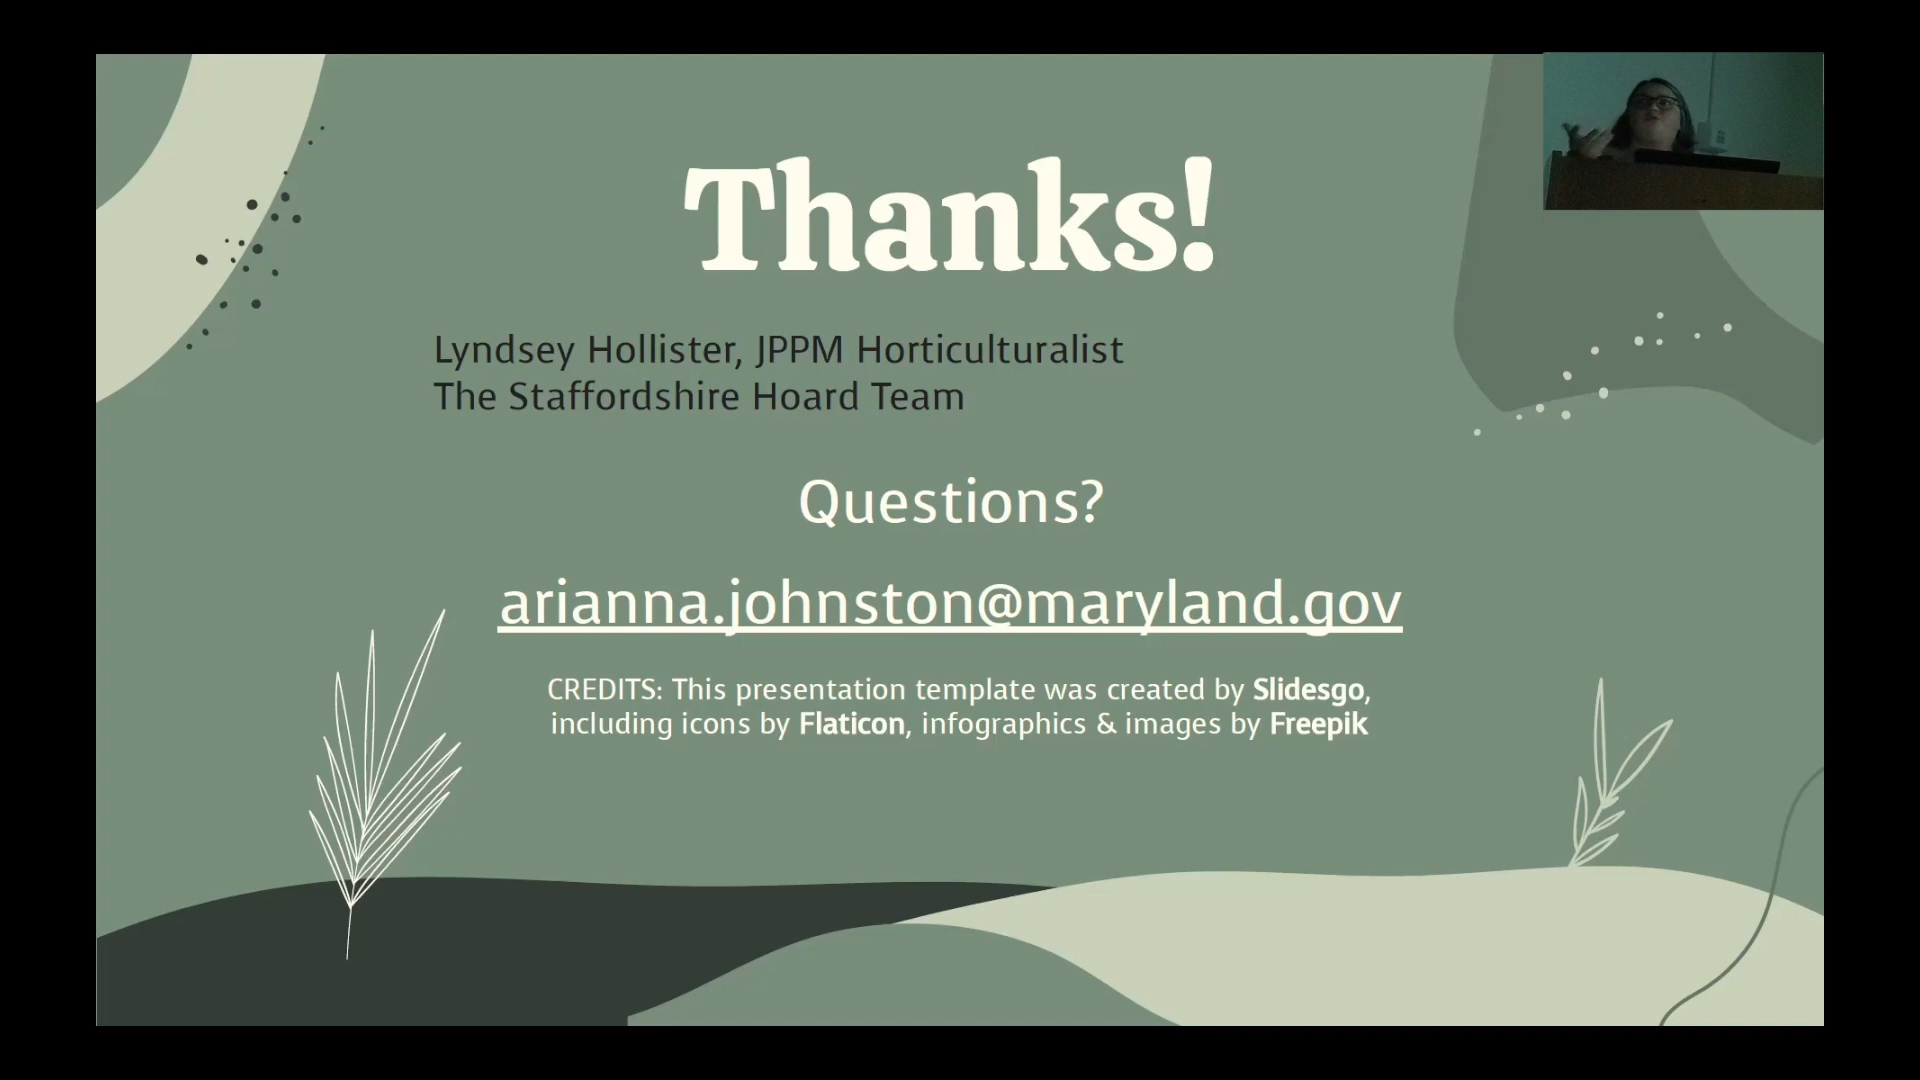 Thanks!
Lyndsey Hollister, JPPM Horticulturalist
The Staffordshire Hoard Team
Questions?
arianna.johnston@maryland.gov
CREDITS: This presentation template was created by Slidesgo,
including icons by Flaticon, infographics & images by Freepik